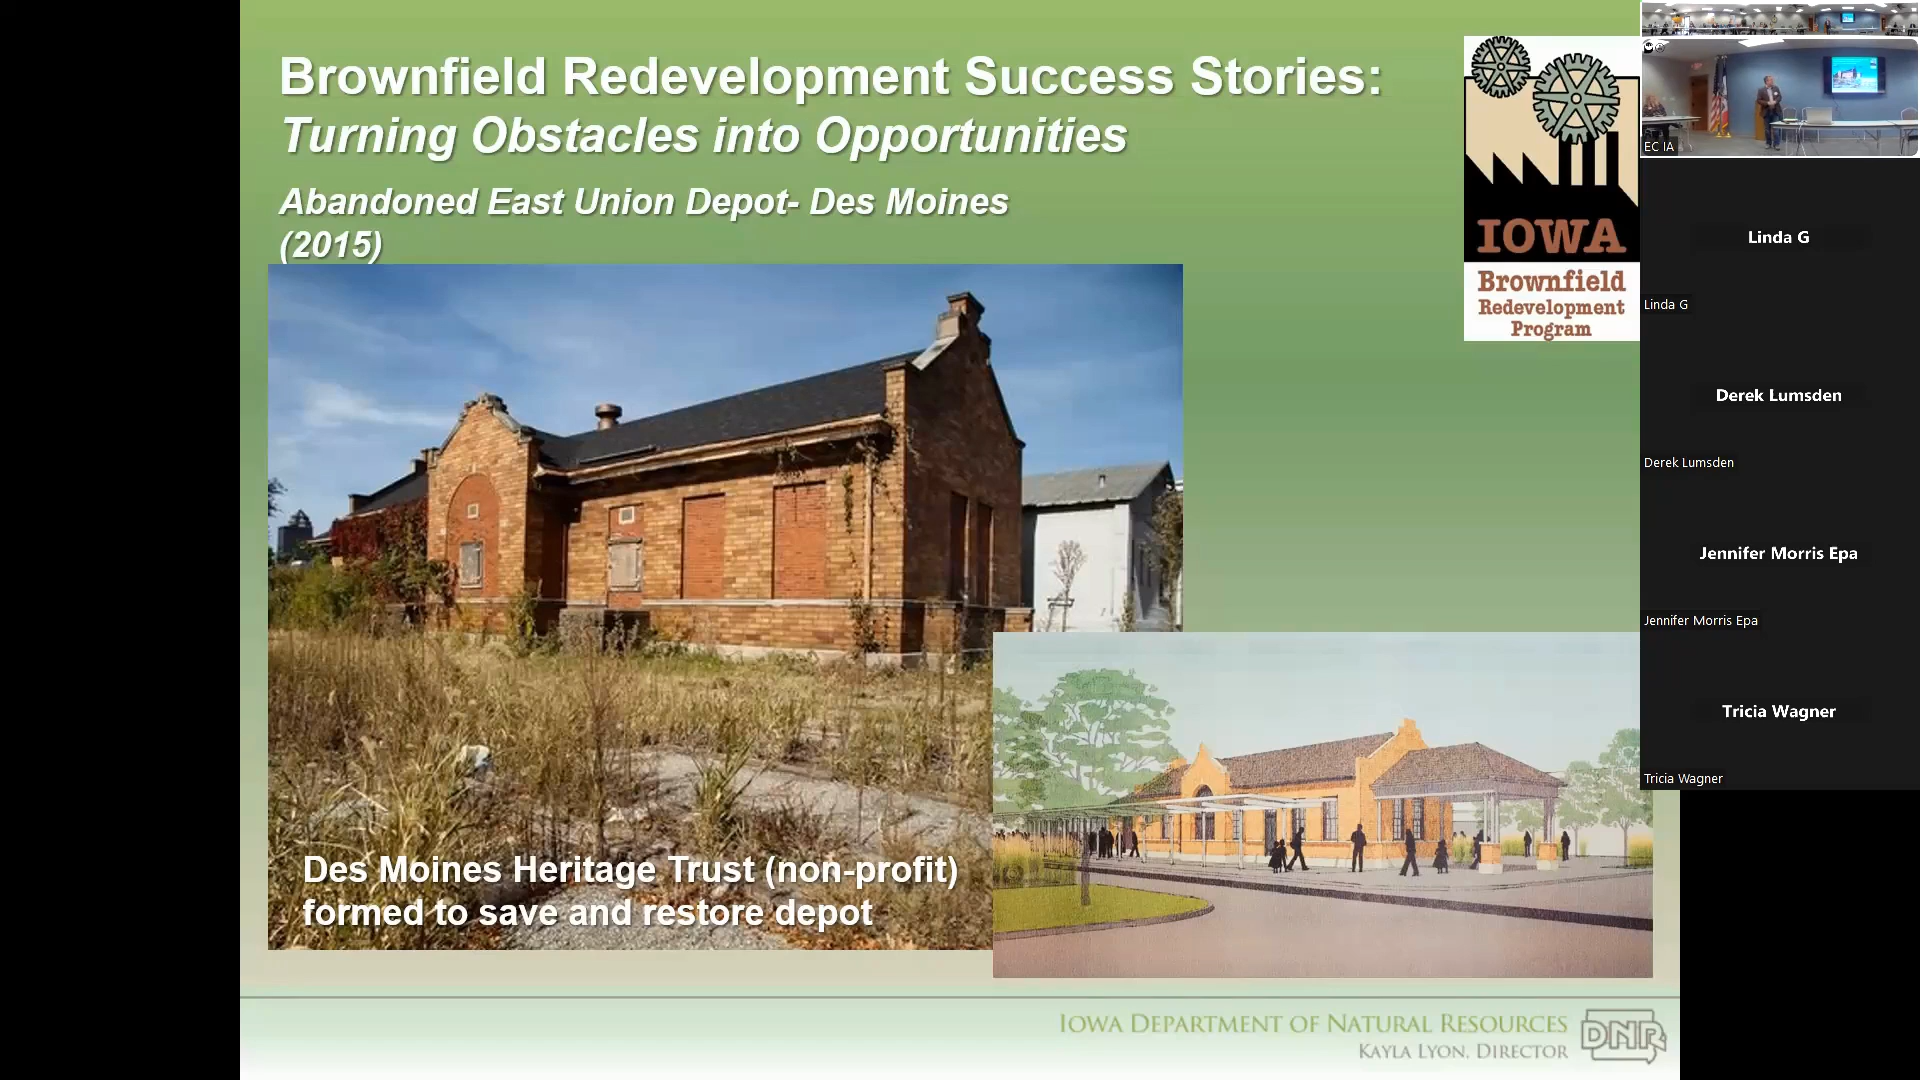 Brownfield Redevelopment Success Stories:
Turning Obstacles into Opportunities
Abandoned East Union Depot- Des Moines
(2015)
IOWA
Brownfield
Redevelopment
Program
Des Moines Heritage Trust (non-profit)
formed to save and restore depot
IOWA DEPARTMENT OF NATURAL RESOURCES
KAYLA LYON, DIRECTOR
DNR
EC IA
Linda G
Linda G
Derek Lumsden
Derek Lumsden
Jennifer Morris Epa
Jennifer Morris Epa
Tricia Wagner
Tricia Wagner